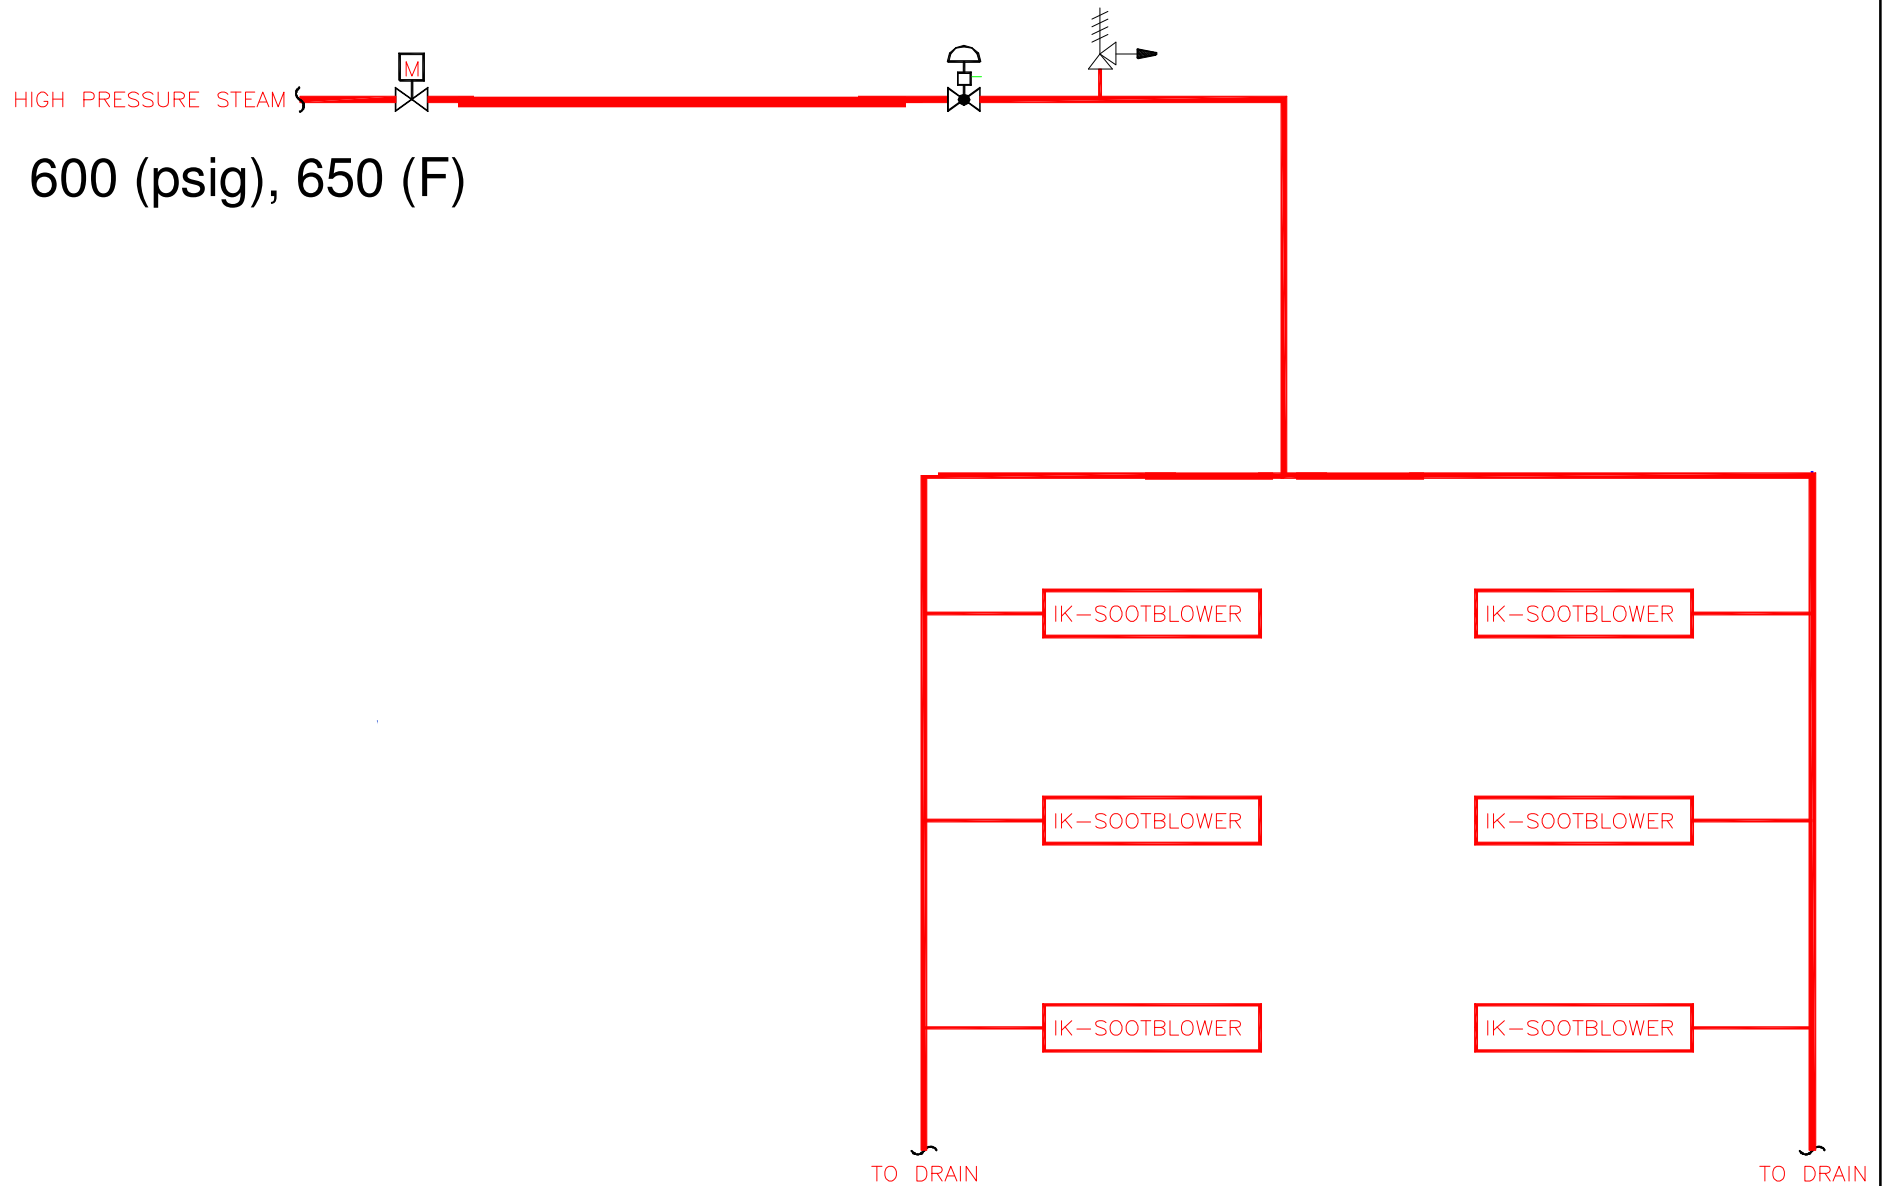 M
HIGH PRESSURE STEAM
600 (psig), 650 (F)
IK-SOOTBLOWER
IK-SOOTBLOWER
IK-SOOTBLOWER
IK-SOOTBLOWER
IK-SOOTBLOWER
IK-SOOTBLOWER
TO DRAIN
TO DRAIN